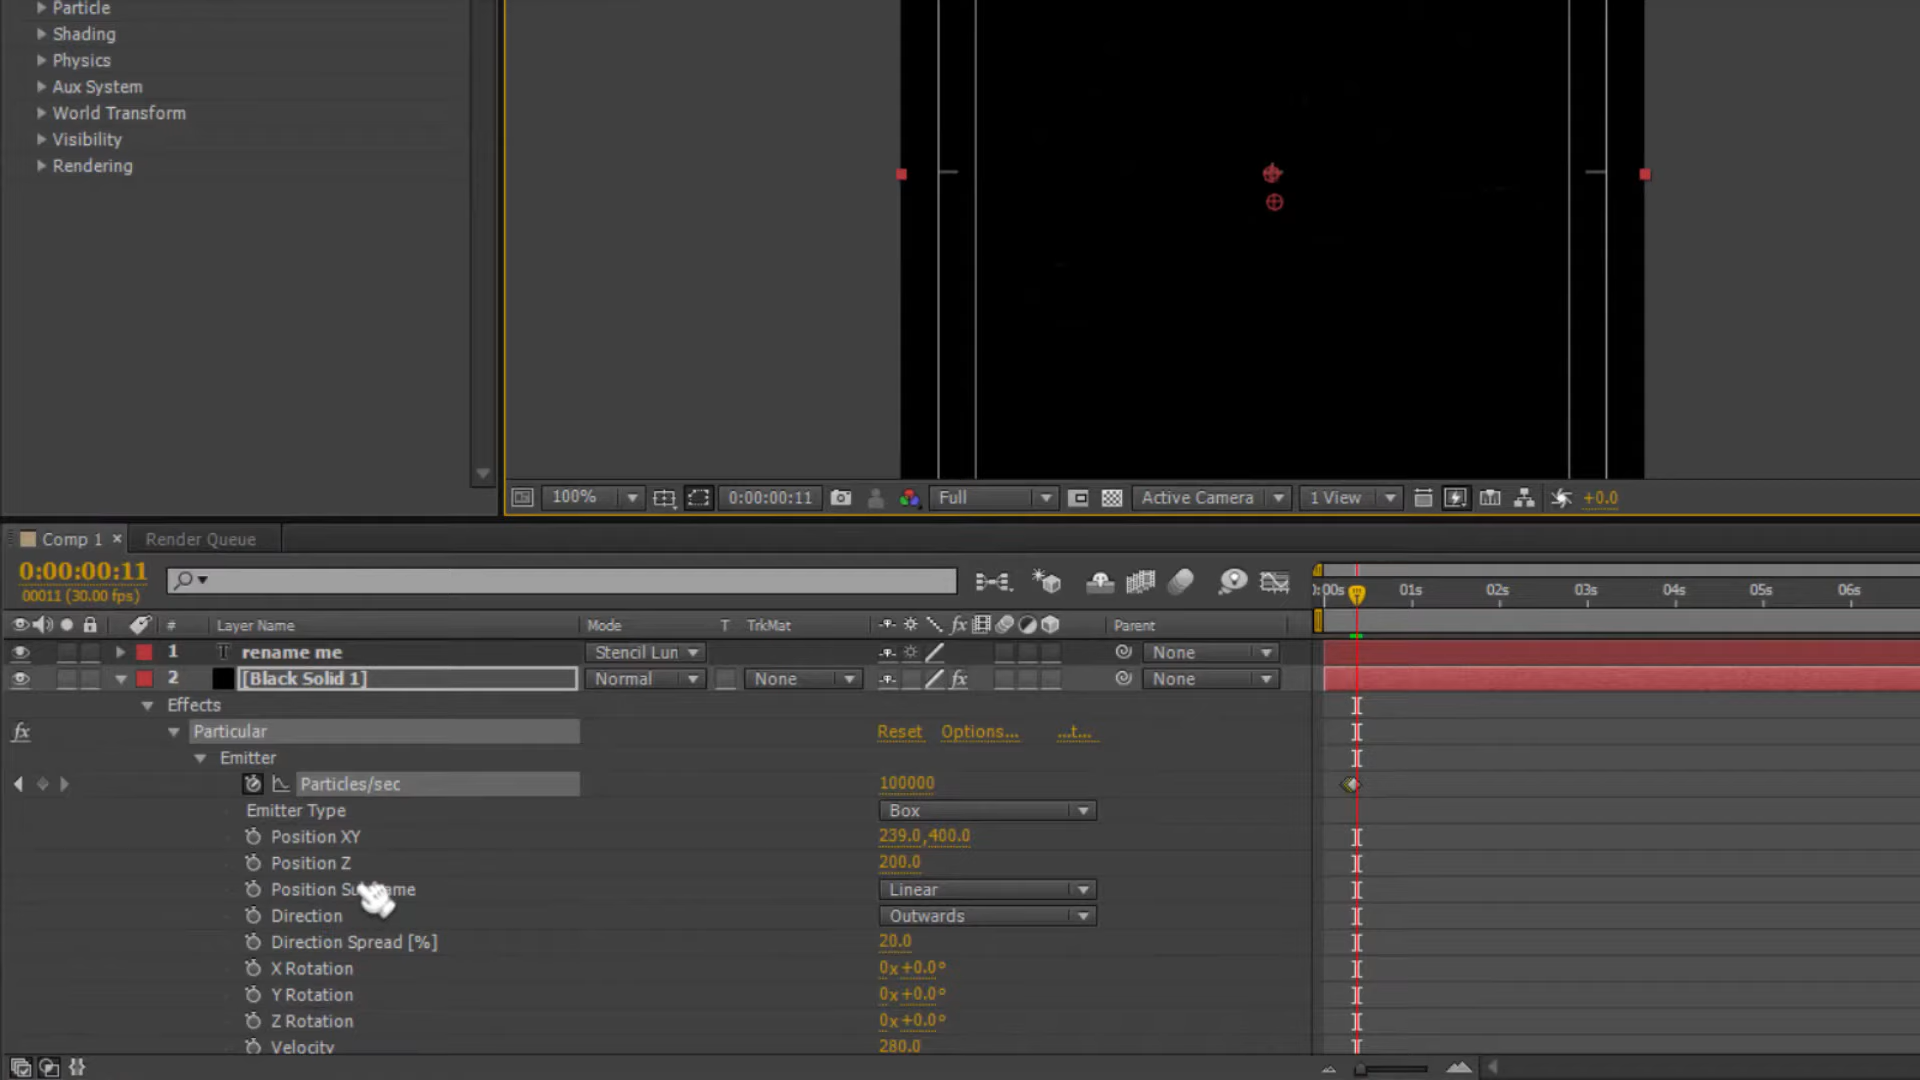 Particle
Shading
Physics
Aux System
World Transform
Visibility
Rendering
100% 0:00:00:11 Full Active Camera 1 View +0.0
Comp 1 × Render Queue
0:00:00:11
00011 (30.00 fps)
:00s 01s 02s 03s 04s 05s 06s
# Layer Name Mode T TrkMat fx Parent
1 T rename me Stencil Lun None
2 [Black Solid 1] Normal None fx None
Effects
fx Particular Reset Options... ...t...
Emitter
Particles/sec 100000
Emitter Type Box
Position XY 239.0,400.0
Position Z 200.0
Position Linear
Direction Outwards
Direction Spread [%] 20.0
X Rotation 0x+0.0°
Y Rotation 0x+0.0°
Z Rotation 0x+0.0°
Velocity 280.0